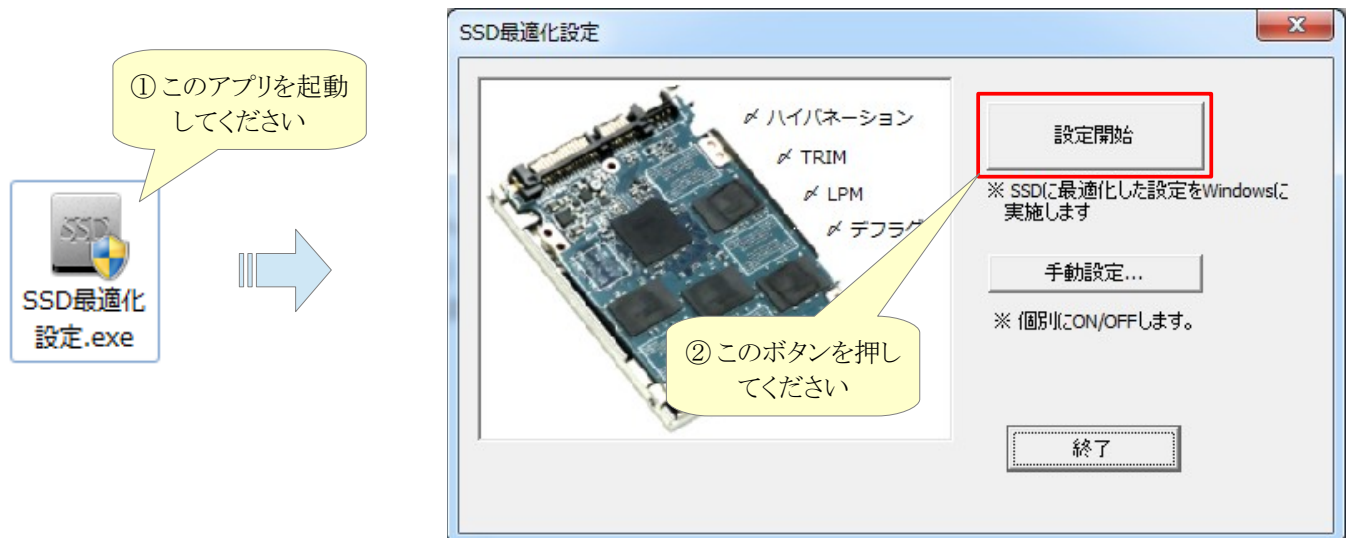 ① このアプリを起動
してください
SSD
SSD最適化
設定.exe
SSD最適化設定
〆 ハイバネーション
〆 TRIM
〆 LPM
〆 デフラグ
設定開始
※ SSDに最適化した設定をWindowsに
実施します
手動設定...
※ 個別にON/OFFします。
② このボタンを押し
てください
終了